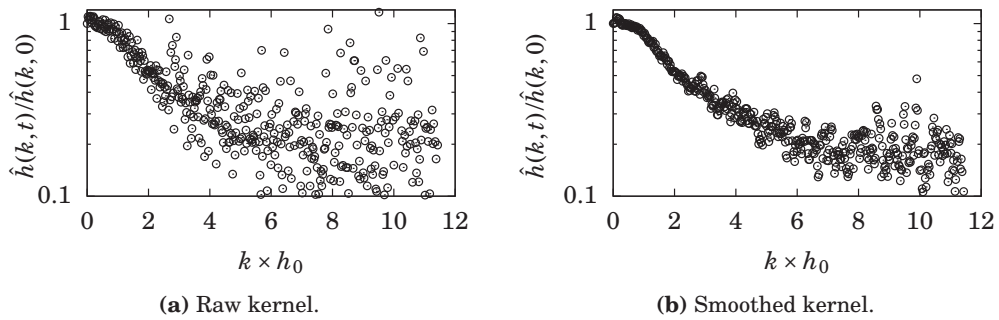 1
0.1
0 2 4 6 8 10 12
ĥ(k, t)/ĥ(k, 0)
k × h₀
(a) Raw kernel.
1
0.1
0 2 4 6 8 10 12
ĥ(k, t)/ĥ(k, 0)
k × h₀
(b) Smoothed kernel.